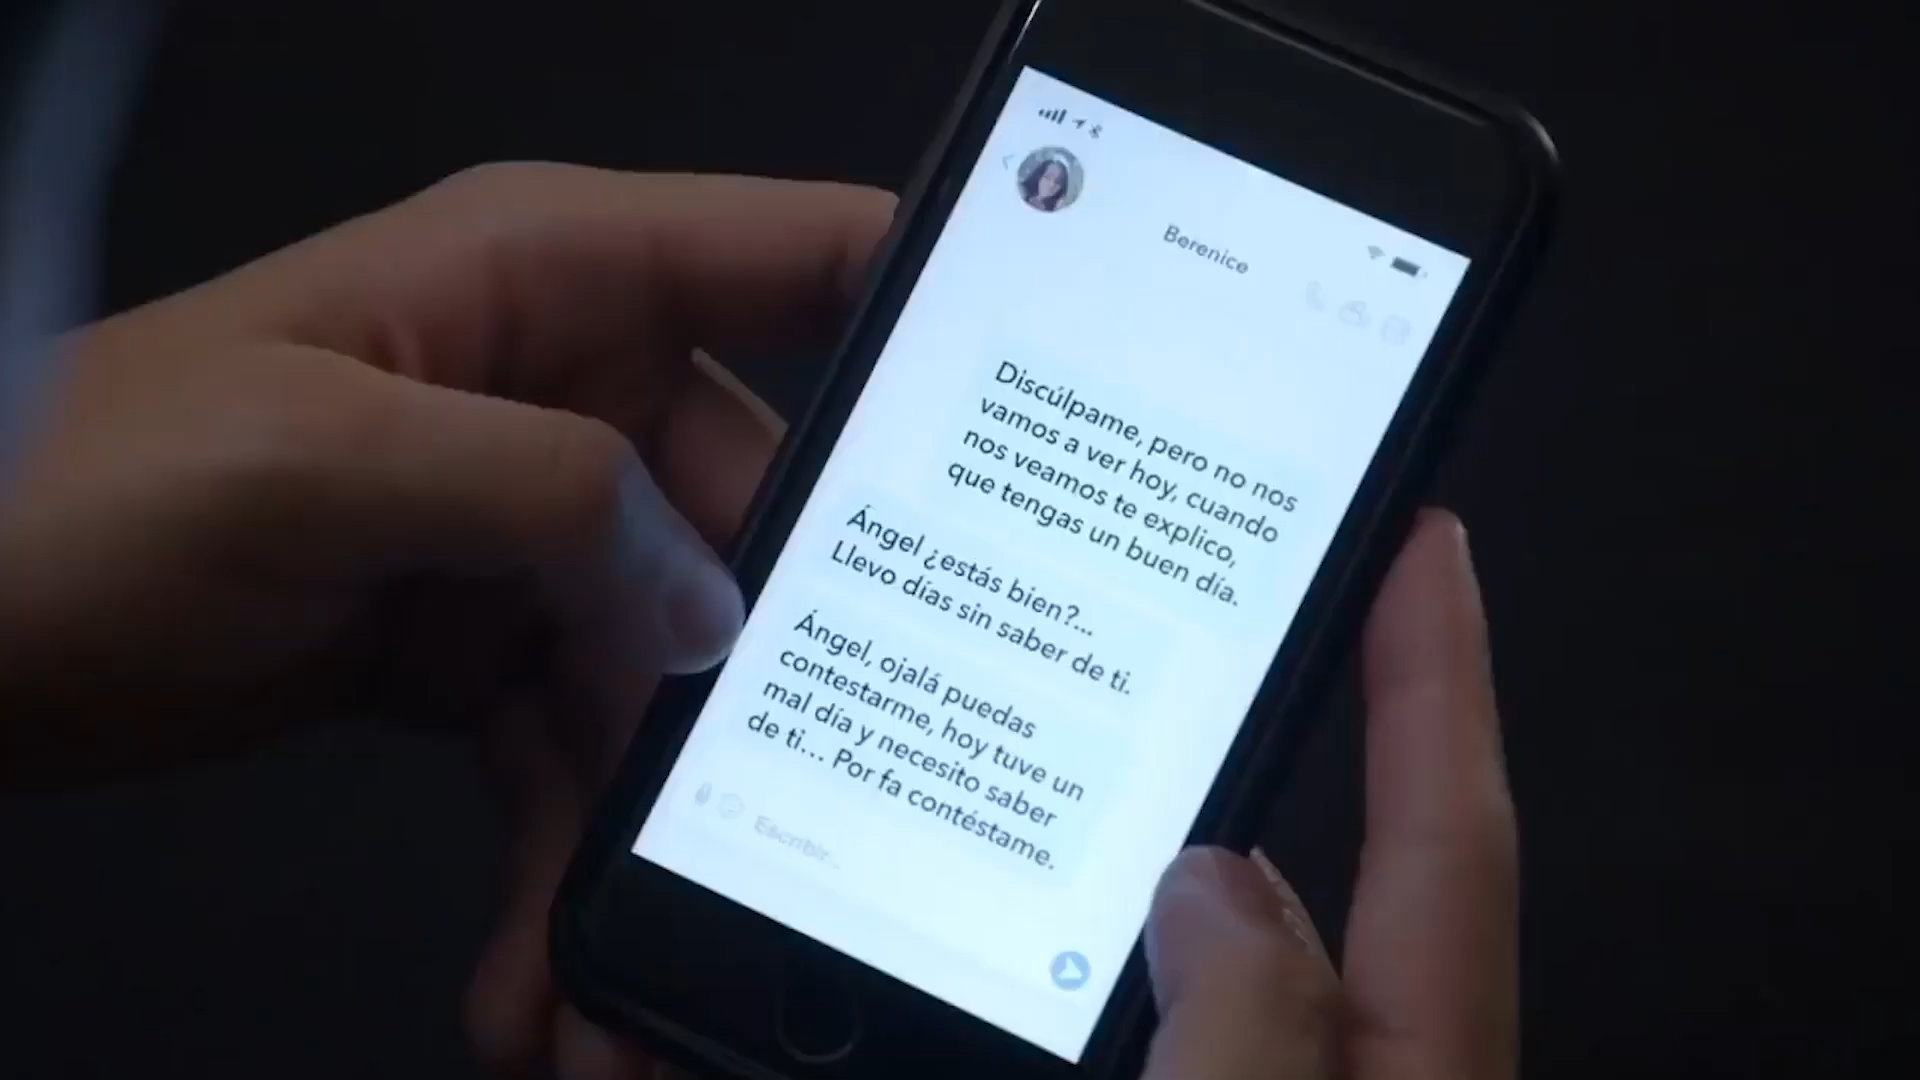 Berenice
Discúlpame, pero no nos
vamos a ver hoy, cuando
nos veamos te explico,
que tengas un buen día.
Ángel ¿estás bien?...
Llevo días sin saber de ti.
Ángel, ojalá puedas
contestarme, hoy tuve un
mal día y necesito saber
de ti... Por fa contéstame.
Escribir...